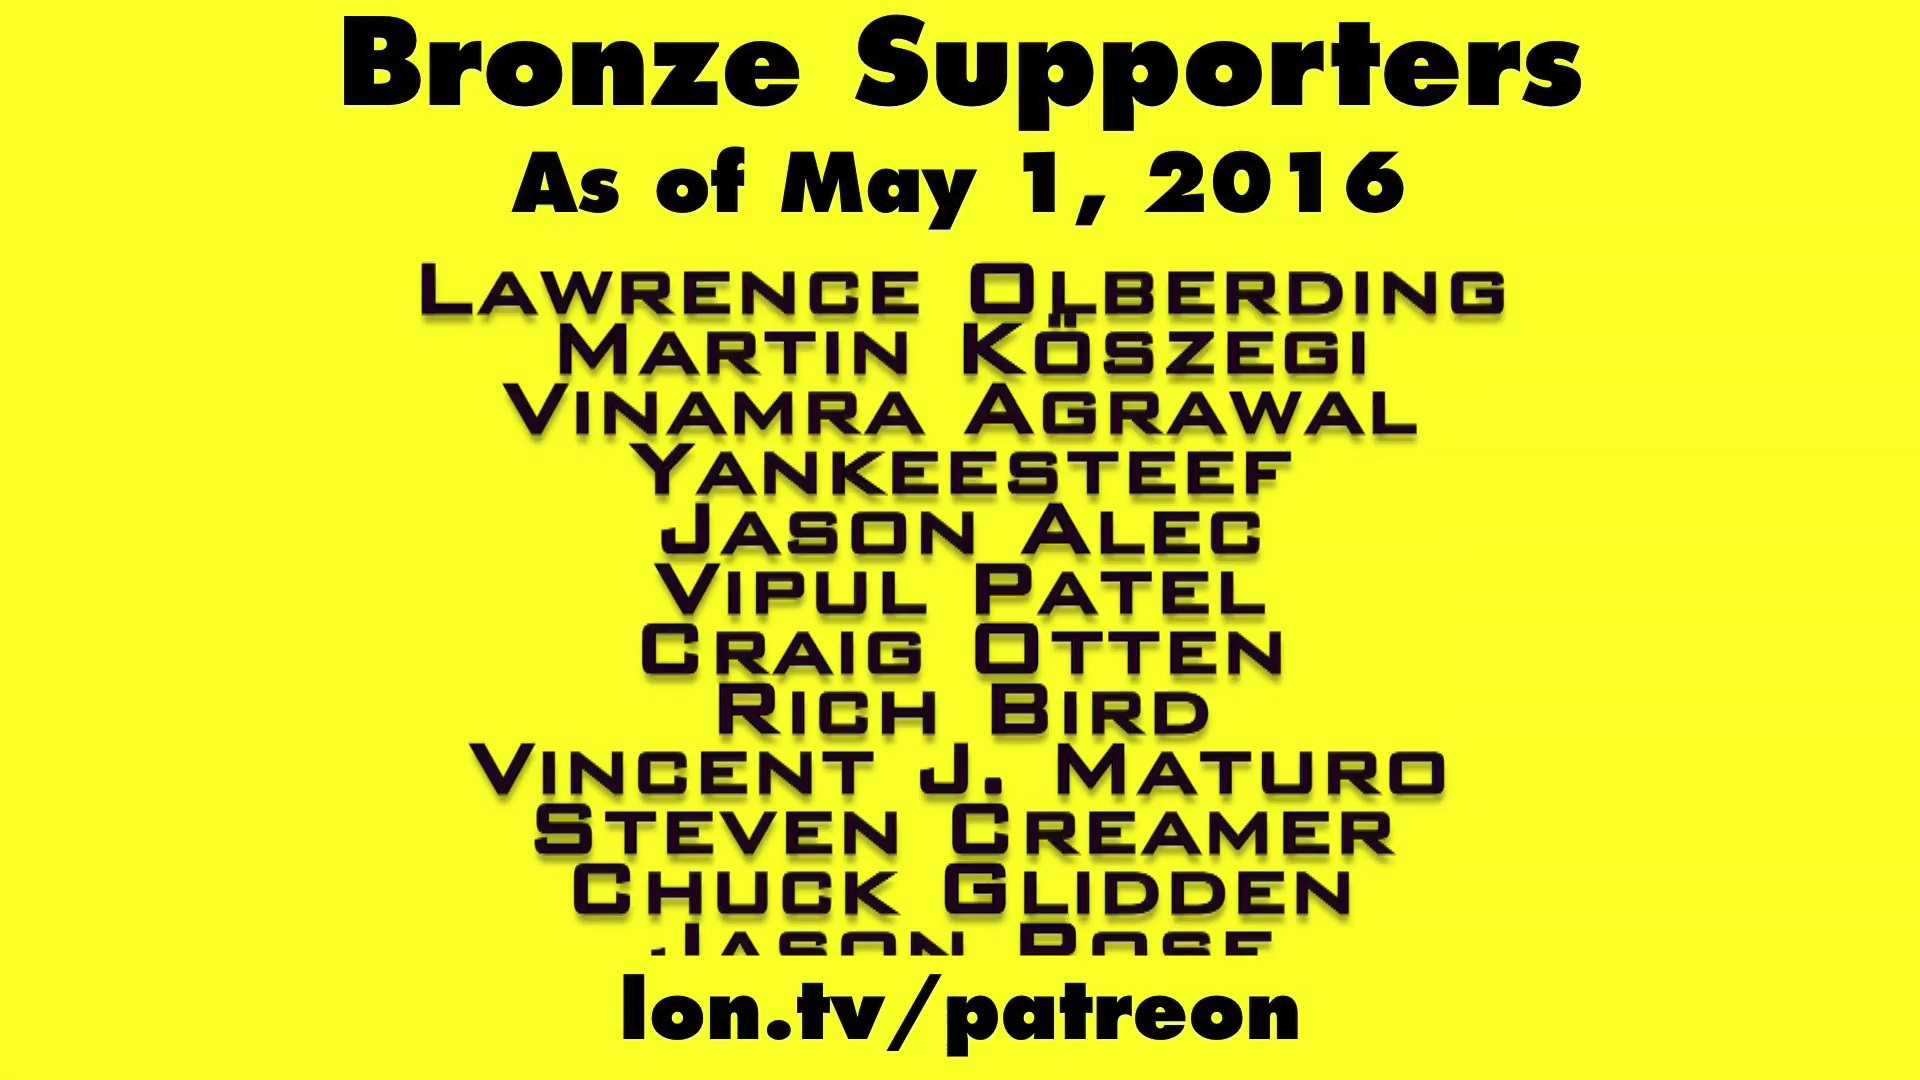 Bronze Supporters
As of May 1, 2016
LAWRENCE OLBERDING
MARTIN KÖSZEGI
VINAMRA AGRAWAL
YANKEESTEEF
JASON ALEC
VIPUL PATEL
CRAIG OTTEN
RICH BIRD
VINCENT J. MATURO
STEVEN CREAMER
CHUCK GLIDDEN
JASON
lon.tv/patreon